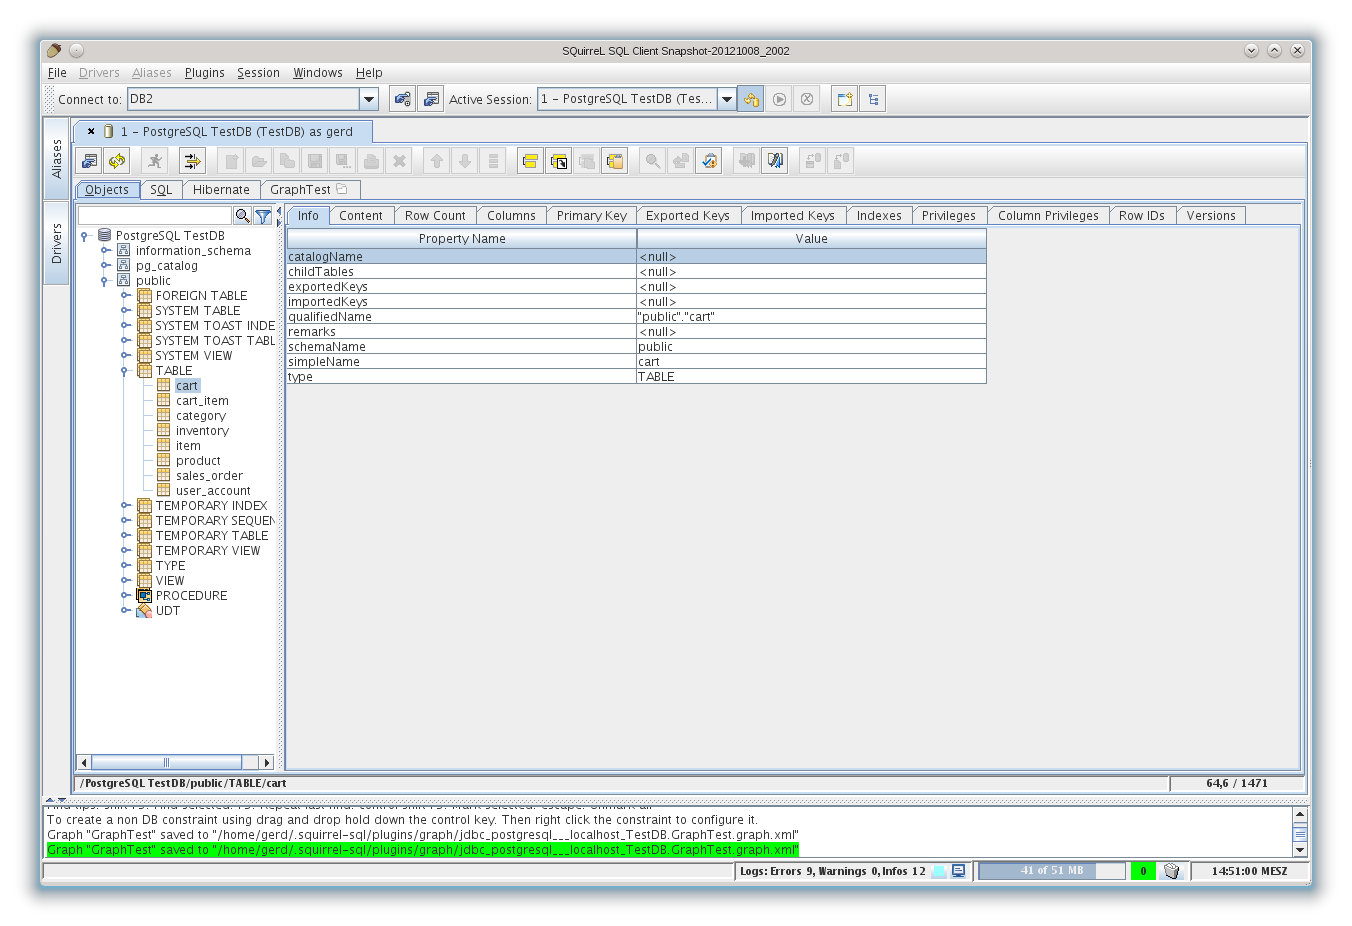 SQuirreL SQL Client Snapshot-20121008_2002
File Drivers Aliases Plugins Session Windows Help
Connect to: DB2 Active Session: 1 – PostgreSQL TestDB (Tes...
1 – PostgreSQL TestDB (TestDB) as gerd
Aliases
Drivers
Objects SQL Hibernate GraphTest
Info Content Row Count Columns Primary Key Exported Keys Imported Keys Indexes Privileges Column Privileges Row IDs Versions
PostgreSQL TestDB
information_schema
pg_catalog
public
FOREIGN TABLE
SYSTEM TABLE
SYSTEM TOAST INDE
SYSTEM TOAST TABL
SYSTEM VIEW
TABLE
cart
cart_item
category
inventory
item
product
sales_order
user_account
TEMPORARY INDEX
TEMPORARY SEQUEN
TEMPORARY TABLE
TEMPORARY VIEW
TYPE
VIEW
PROCEDURE
UDT
Property Name Value
catalogName <null>
childTables <null>
exportedKeys <null>
importedKeys <null>
qualifiedName "public"."cart"
remarks <null>
schemaName public
simpleName cart
type TABLE
/PostgreSQL TestDB/public/TABLE/cart 64,6 / 1471
To create a non DB constraint using drag and drop hold down the control key. Then right click the constraint to configure it.
Graph "GraphTest" saved to "/home/gerd/.squirrel-sql/plugins/graph/jdbc_postgresql___localhost_TestDB.GraphTest.graph.xml"
Graph "GraphTest" saved to "/home/gerd/.squirrel-sql/plugins/graph/jdbc_postgresql___localhost_TestDB.GraphTest.graph.xml"
Logs: Errors 9, Warnings 0, Infos 12 41 of 51 MB 0 14:51:00 MESZ